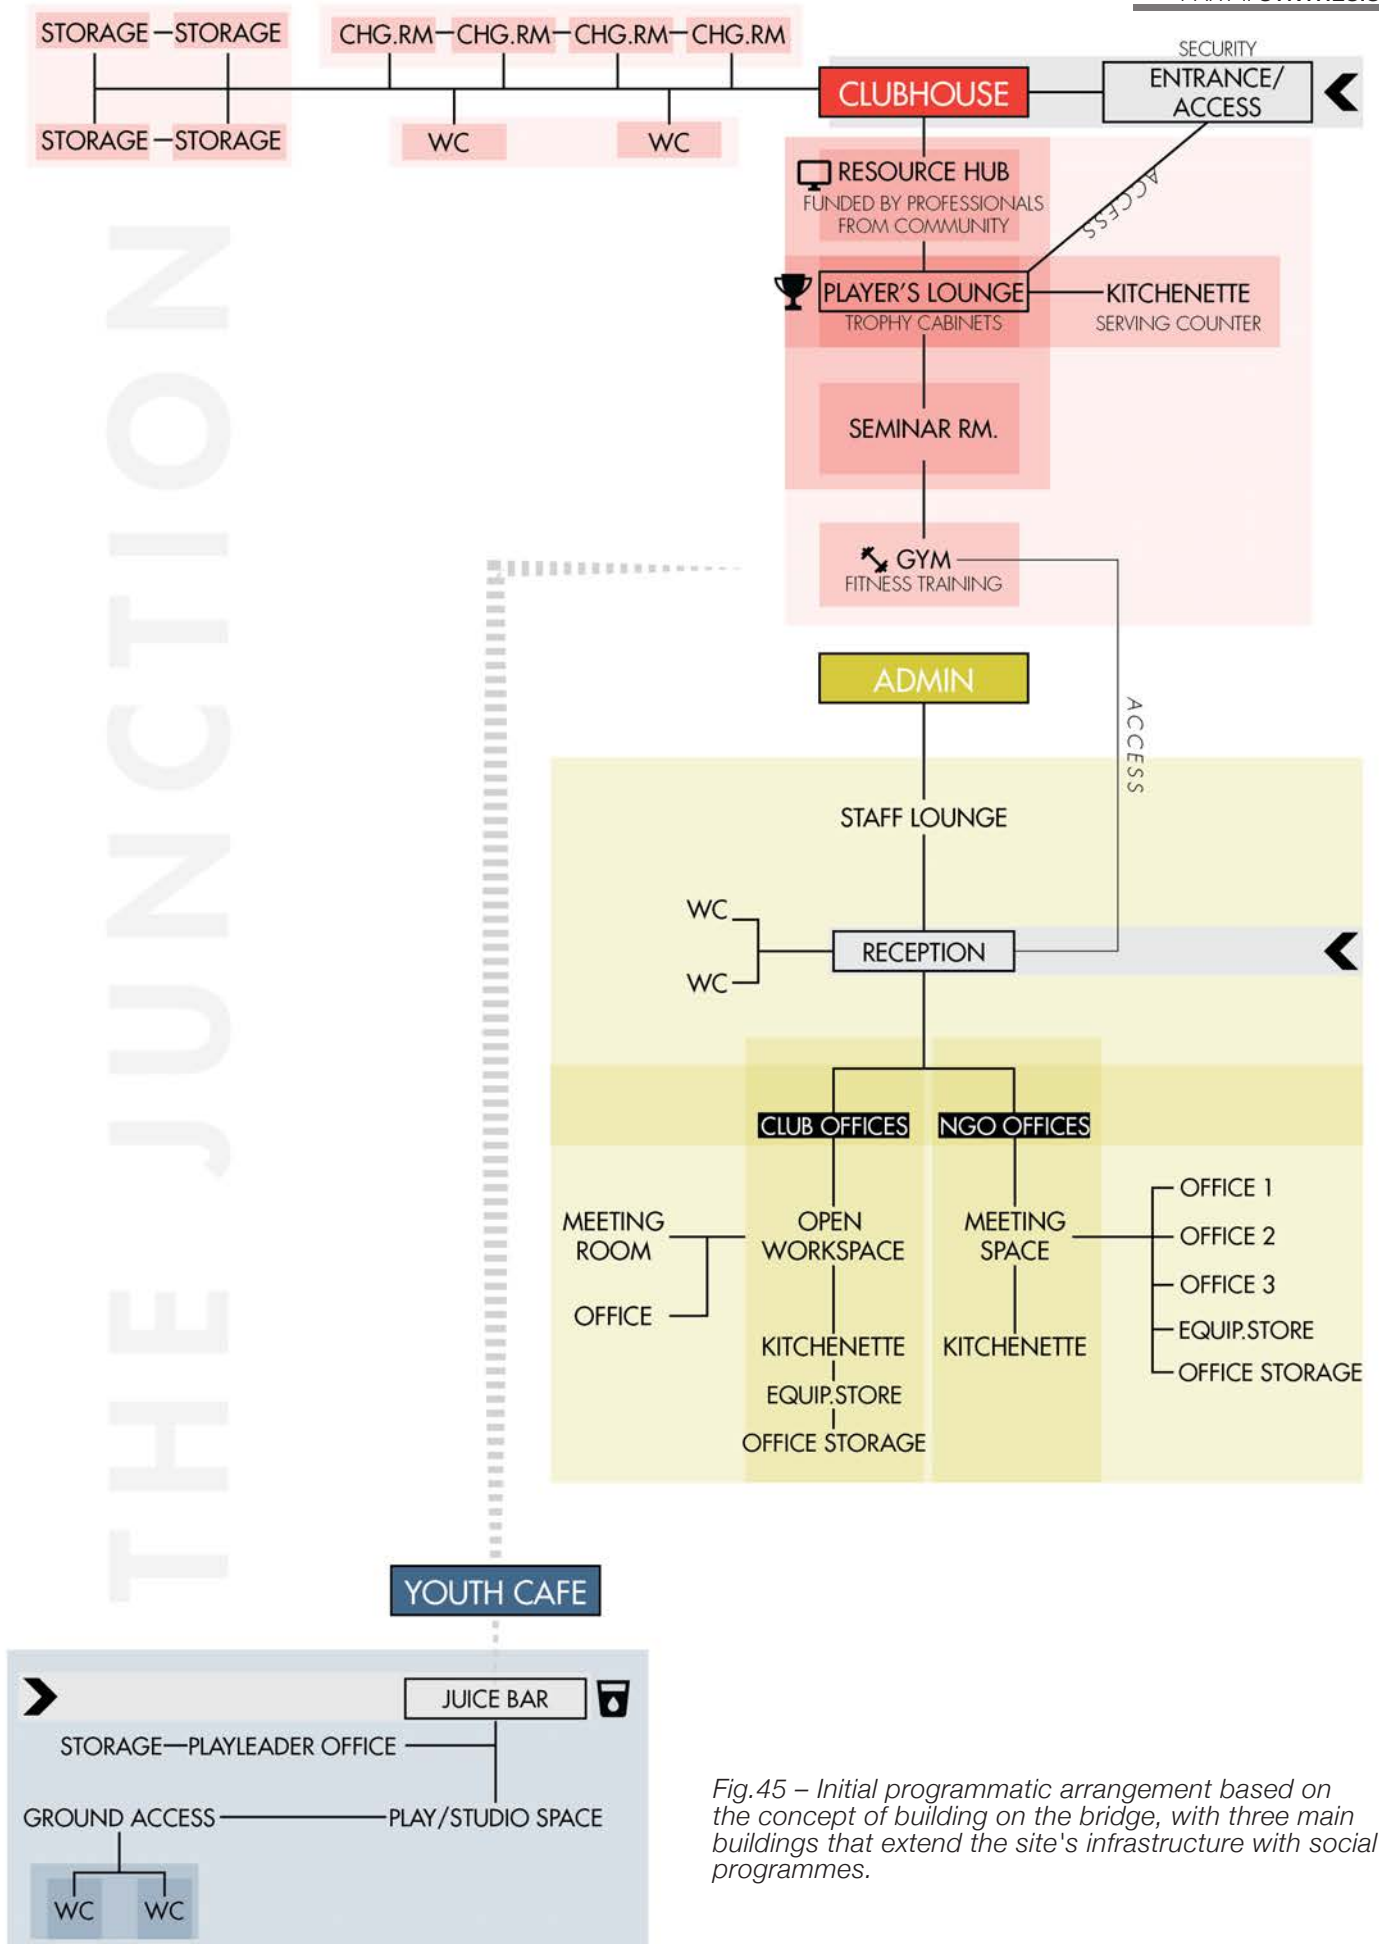 STORAGE
STORAGE
CHG.RM
CHG.RM
CHG.RM
CHG.RM
SECURITY
CLUBHOUSE
ENTRANCE/
ACCESS
STORAGE
STORAGE
WC
WC
RESOURCE HUB
FUNDED BY PROFESSIONALS
FROM COMMUNITY
ACCESS
PLAYER'S LOUNGE
TROPHY CABINETS
KITCHENETTE
SERVING COUNTER
SEMINAR RM.
GYM
FITNESS TRAINING
THE JUNCTION
ADMIN
ACCESS
STAFF LOUNGE
WC
WC
RECEPTION
CLUB OFFICES
NGO OFFICES
MEETING
ROOM
OFFICE
OPEN
WORKSPACE
KITCHENETTE
EQUIP.STORE
OFFICE STORAGE
MEETING
SPACE
KITCHENETTE
OFFICE 1
OFFICE 2
OFFICE 3
EQUIP.STORE
OFFICE STORAGE
YOUTH CAFE
JUICE BAR
STORAGE
PLAYLEADER OFFICE
GROUND ACCESS
PLAY/STUDIO SPACE
WC
WC
Fig.45 – Initial programmatic arrangement based on
the concept of building on the bridge, with three main
buildings that extend the site's infrastructure with social
programmes.